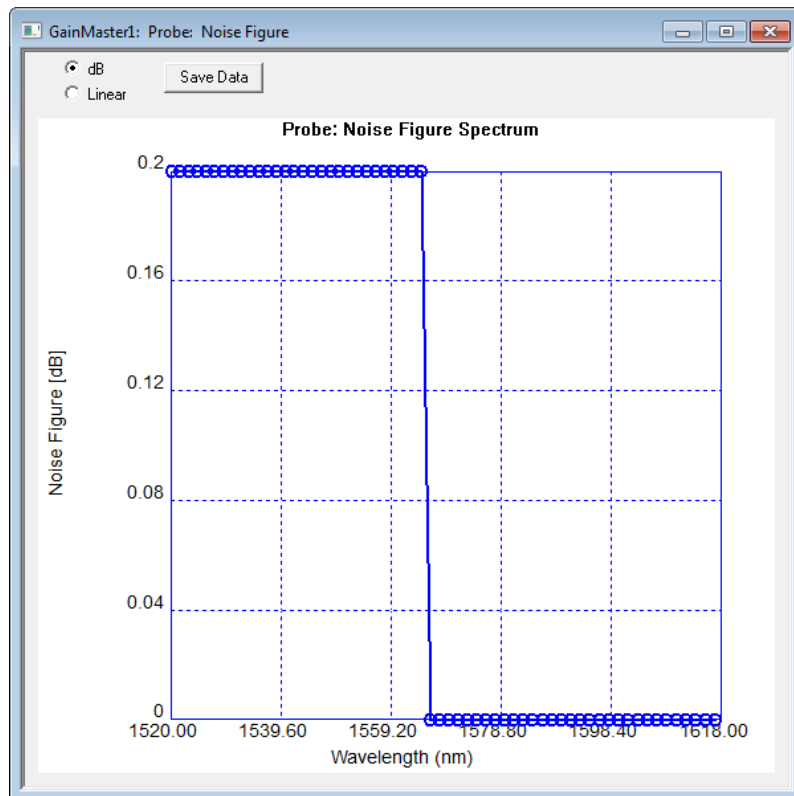 GainMaster1: Probe: Noise Figure
dB
Linear
Save Data
Probe: Noise Figure Spectrum
0.2
0.16
0.12
0.08
0.04
0
Noise Figure [dB]
1520.00 1539.60 1559.20 1578.80 1598.40 1618.00
Wavelength (nm)